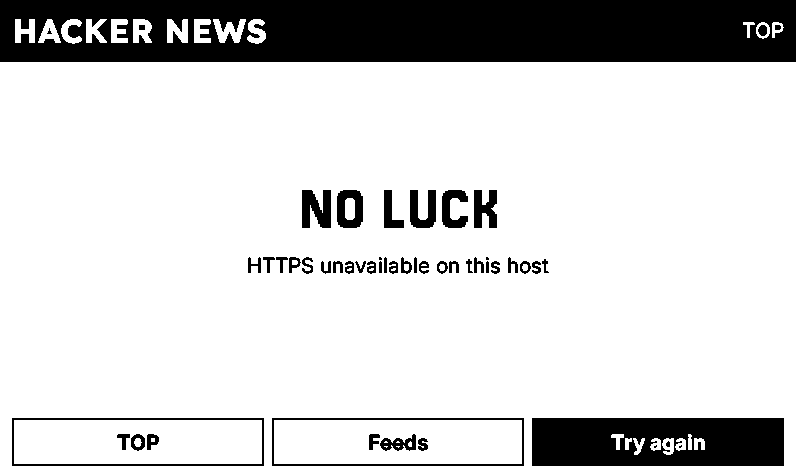 HACKER NEWS
TOP
NO LUCK
HTTPS unavailable on this host
TOP
Feeds
Try again